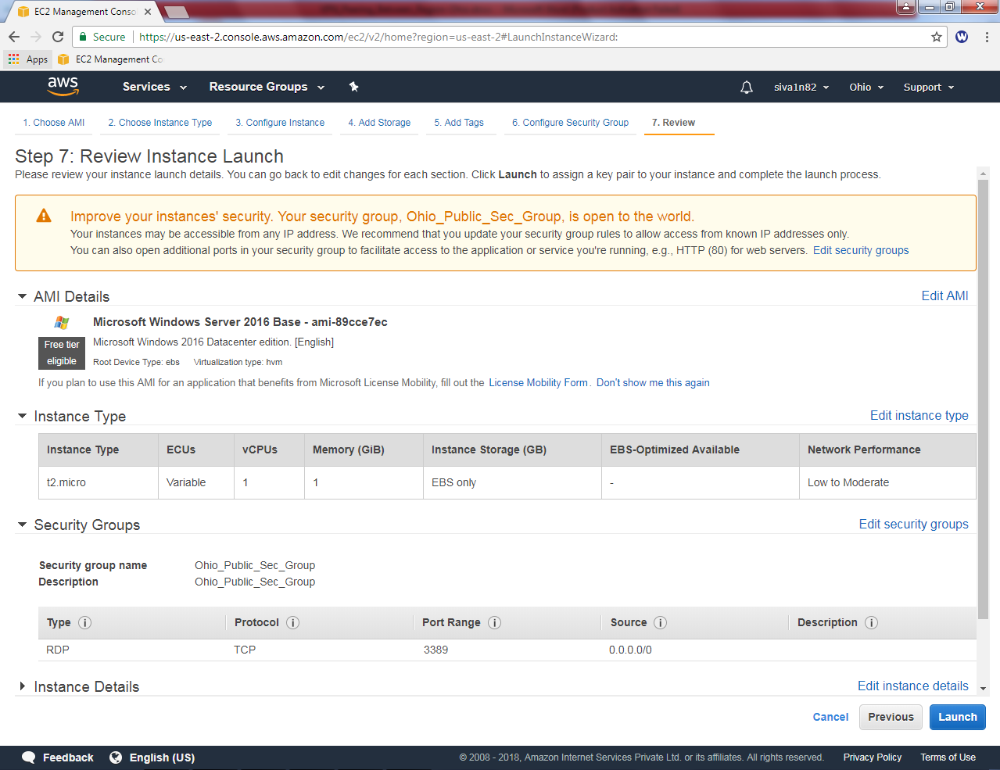 EC2 Management Conso
Secure https://us-east-2.console.aws.amazon.com/ec2/v2/home?region=us-east-2#LaunchInstanceWizard:
Apps EC2 Management Co
aws Services Resource Groups siva1n82 Ohio Support
1. Choose AMI 2. Choose Instance Type 3. Configure Instance 4. Add Storage 5. Add Tags 6. Configure Security Group 7. Review
Step 7: Review Instance Launch
Please review your instance launch details. You can go back to edit changes for each section. Click Launch to assign a key pair to your instance and complete the launch process.
Improve your instances' security. Your security group, Ohio_Public_Sec_Group, is open to the world.
Your instances may be accessible from any IP address. We recommend that you update your security group rules to allow access from known IP addresses only.
You can also open additional ports in your security group to facilitate access to the application or service you're running, e.g., HTTP (80) for web servers. Edit security groups
AMI Details Edit AMI
Microsoft Windows Server 2016 Base - ami-89cce7ec
Free tier eligible
Microsoft Windows 2016 Datacenter edition. [English]
Root Device Type: ebs Virtualization type: hvm
If you plan to use this AMI for an application that benefits from Microsoft License Mobility, fill out the License Mobility Form. Don't show me this again
Instance Type Edit instance type
Instance Type ECUs vCPUs Memory (GiB) Instance Storage (GB) EBS-Optimized Available Network Performance
t2.micro Variable 1 1 EBS only - Low to Moderate
Security Groups Edit security groups
Security group name Ohio_Public_Sec_Group
Description Ohio_Public_Sec_Group
Type Protocol Port Range Source Description
RDP TCP 3389 0.0.0.0/0
Instance Details Edit instance details
Cancel Previous Launch
Feedback English (US) © 2008 - 2018, Amazon Internet Services Private Ltd. or its affiliates. All rights reserved. Privacy Policy Terms of Use